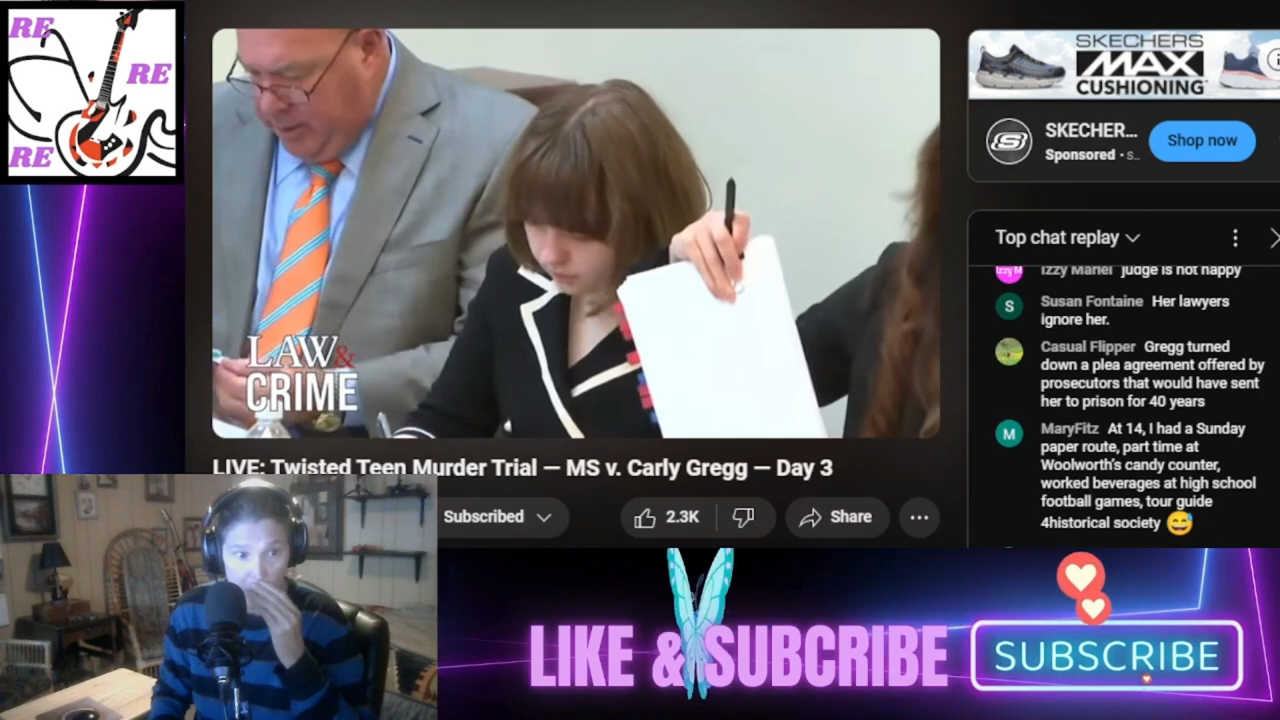 RE
RE
RE
LAW&
CRIME
LIVE: Twisted Teen Murder Trial — MS v. Carly Gregg — Day 3
Subscribed
2.3K
Share
SKECHERS
MAX
CUSHIONING
SKECHER...
Sponsored · s..
Shop now
Top chat replay
Izzy M
Izzy Mariel judge is not happy
S
Susan Fontaine Her lawyers
ignore her.
Casual Flipper Gregg turned
down a plea agreement offered by
prosecutors that would have sent
her to prison for 40 years
M
MaryFitz At 14, I had a Sunday
paper route, part time at
Woolworth's candy counter,
worked beverages at high school
football games, tour guide
4historical society
LIKE & SUBCRIBE
SUBSCRIBE